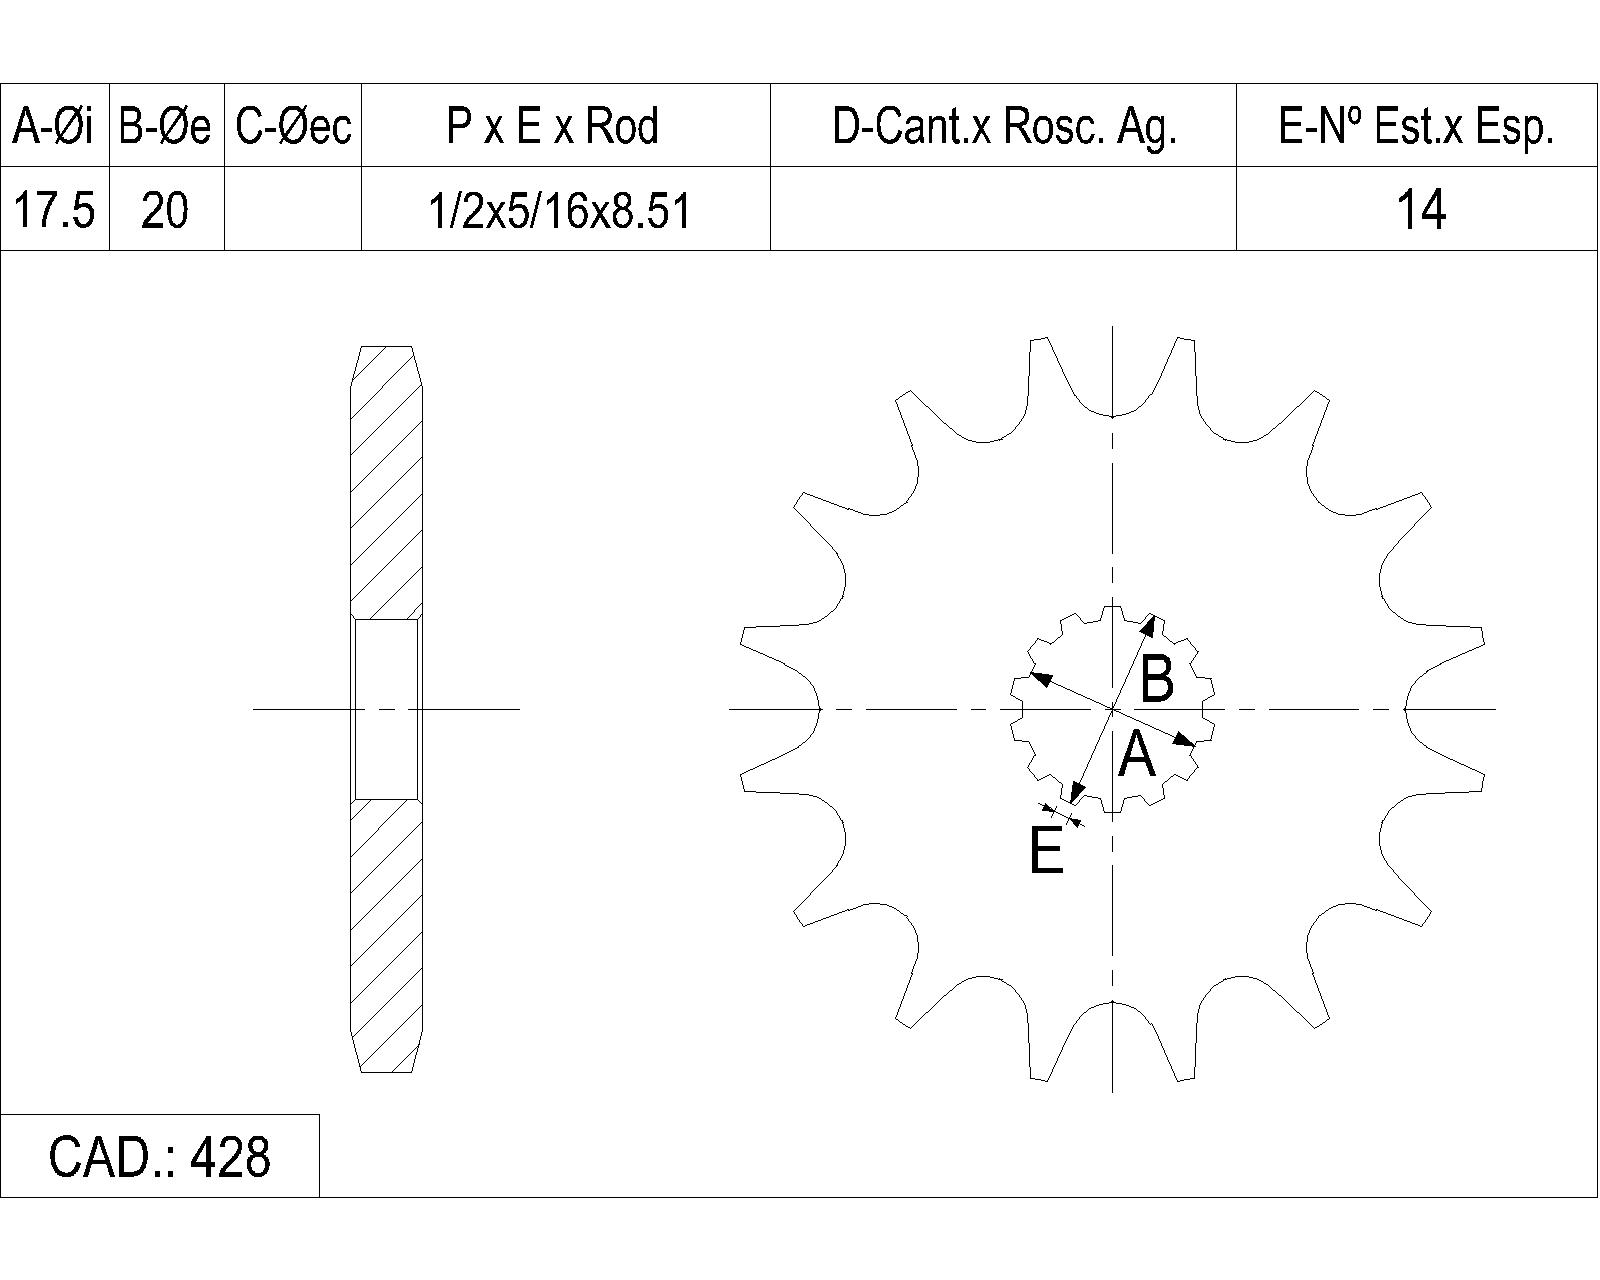 A-Øi B-Øe C-Øec P x E x Rod D-Cant.x Rosc. Ag. E-Nº Est.x Esp.
17.5 20 1/2x5/16x8.51 14
B
A
E
CAD.: 428